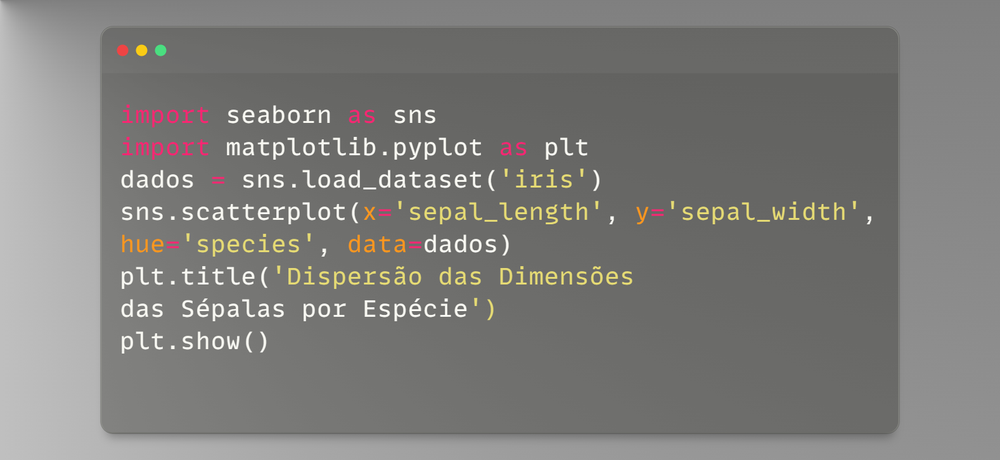 import seaborn as sns
import matplotlib.pyplot as plt
dados = sns.load_dataset('iris')
sns.scatterplot(x='sepal_length', y='sepal_width',
hue='species', data=dados)
plt.title('Dispersão das Dimensões
das Sépalas por Espécie')
plt.show()